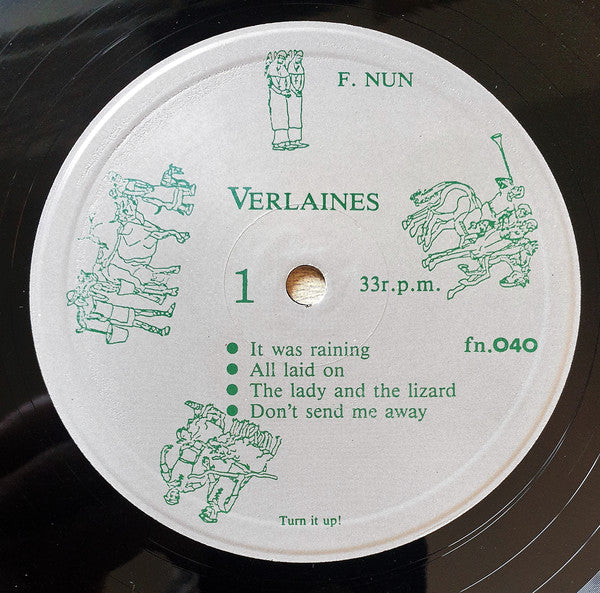 F. NUN
VERLAINES
1
33r.p.m.
fn.040
● It was raining
● All laid on
● The lady and the lizard
● Don't send me away
Turn it up!